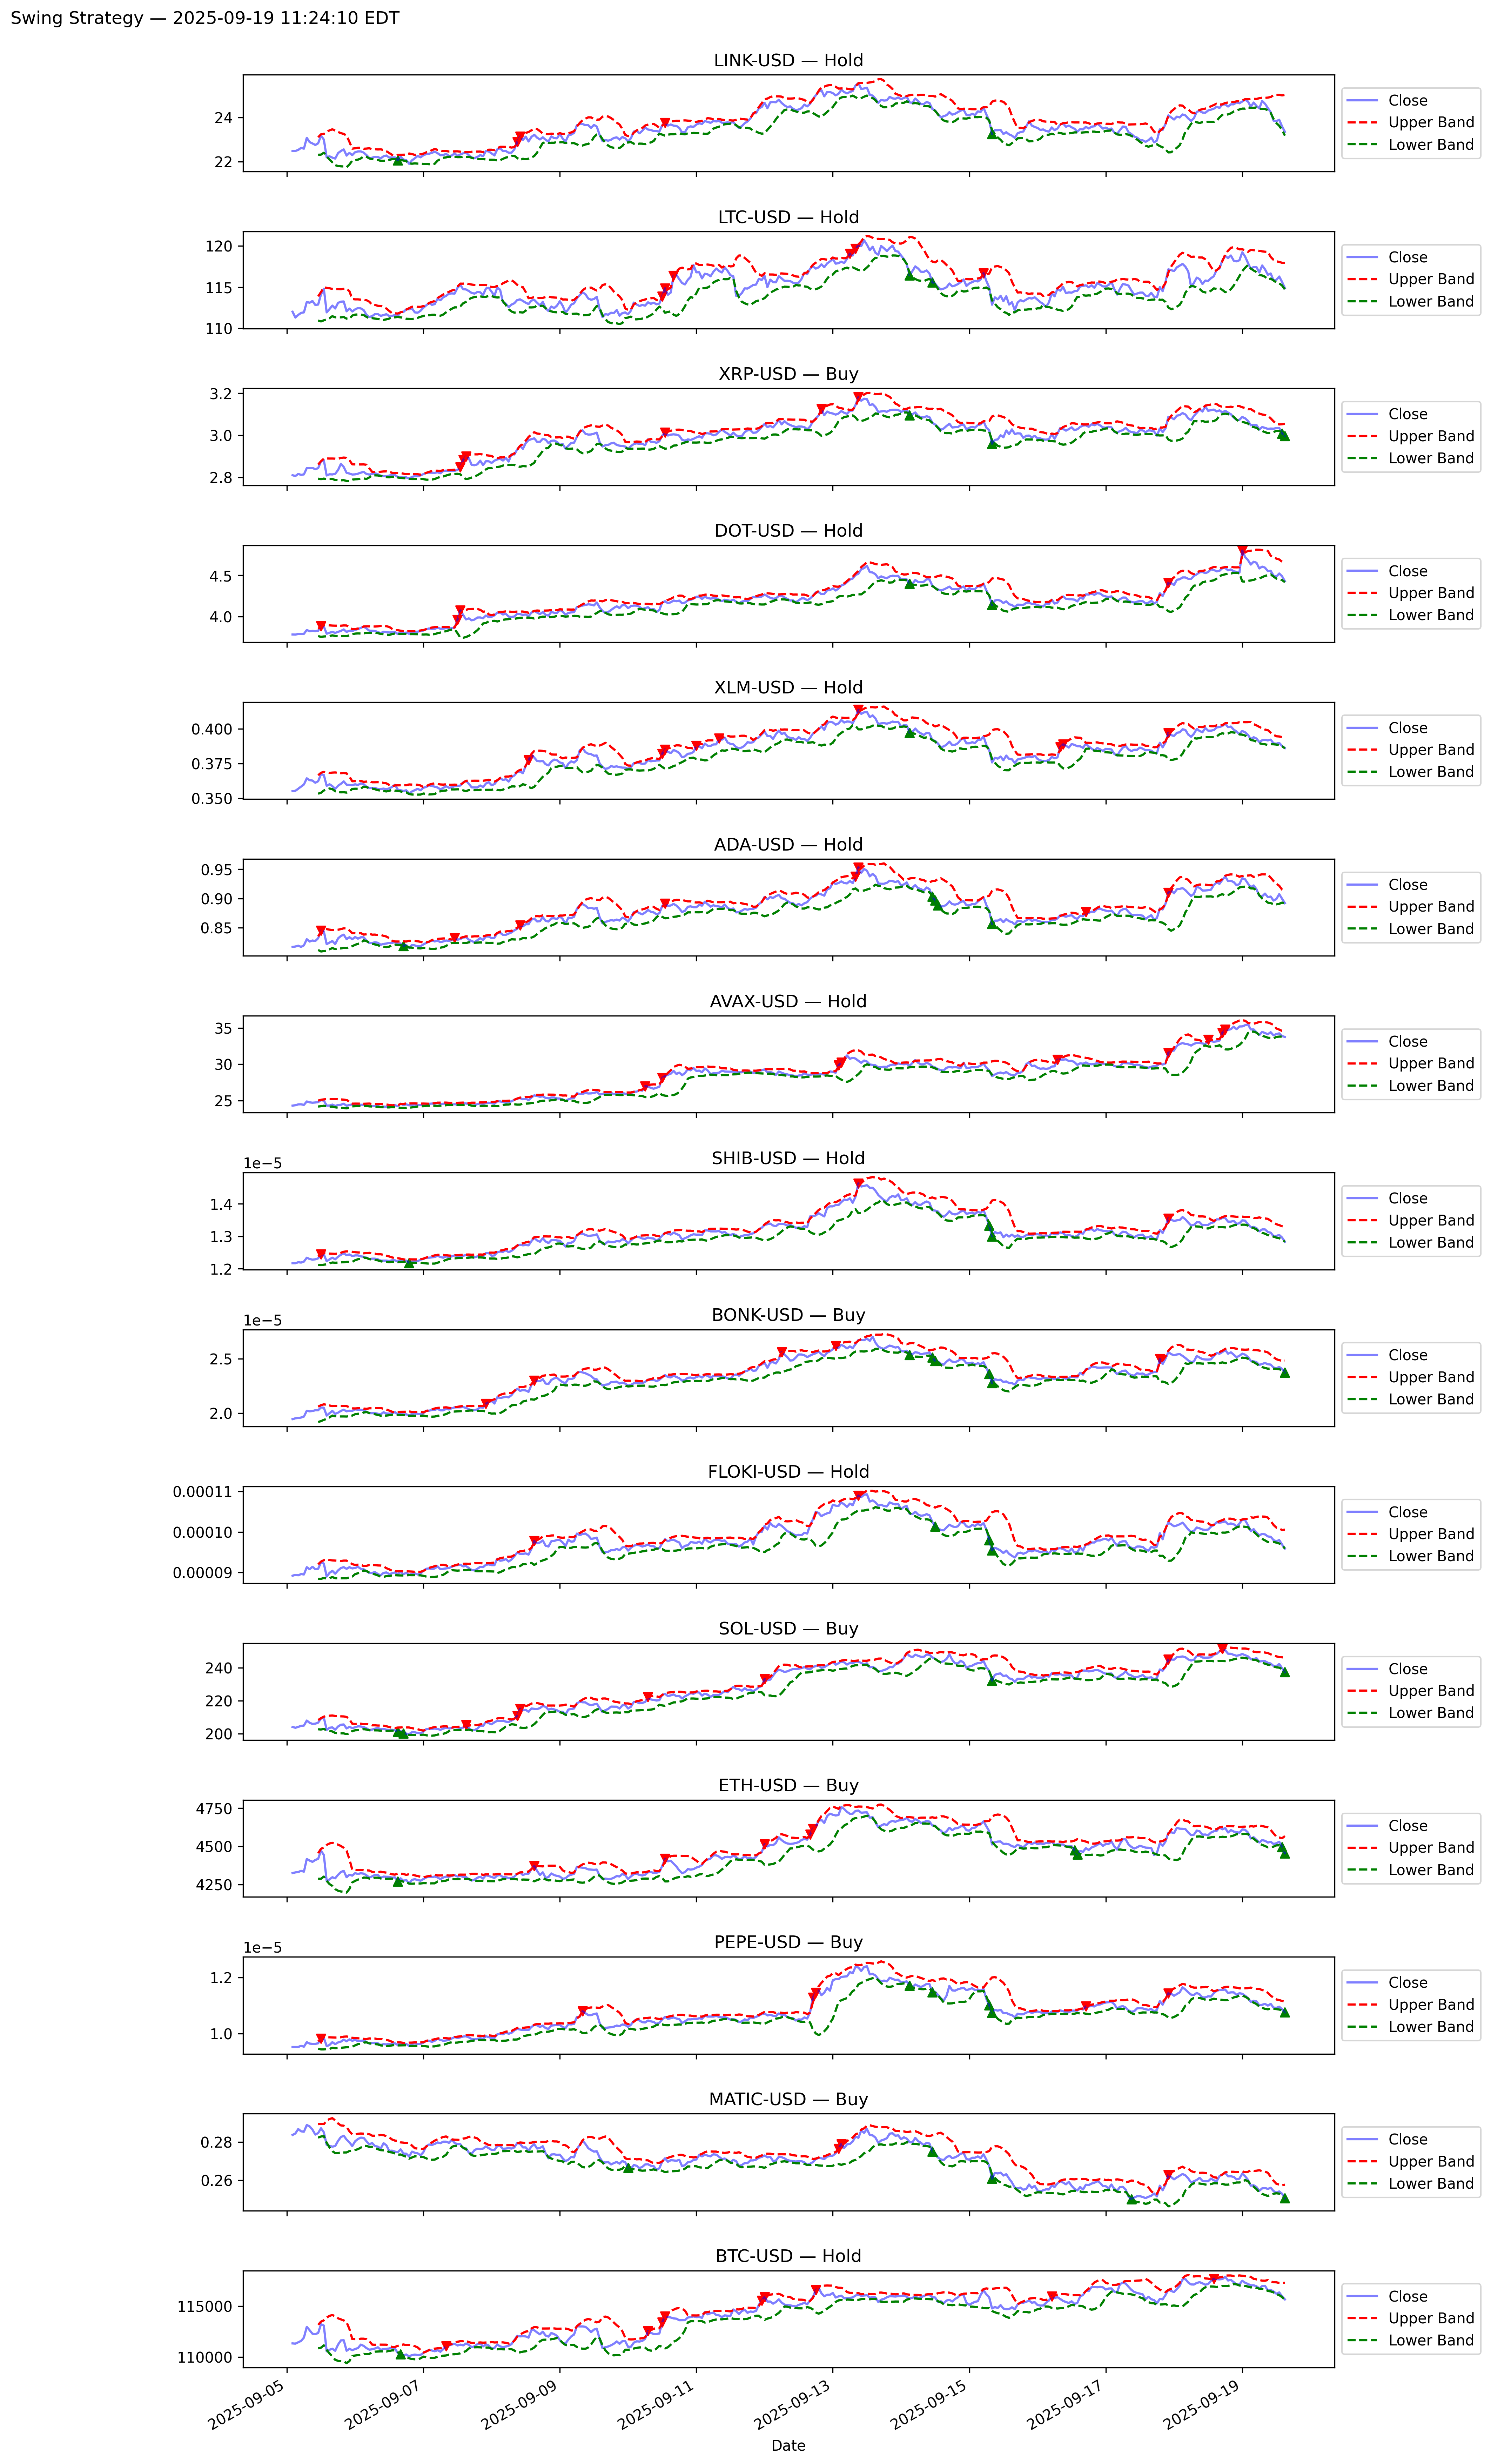 Swing Strategy — 2025-09-19 11:24:10 EDT
LINK-USD — Hold
24
22
Close
Upper Band
Lower Band
LTC-USD — Hold
120
115
110
Close
Upper Band
Lower Band
XRP-USD — Buy
3.2
3.0
2.8
Close
Upper Band
Lower Band
DOT-USD — Hold
4.5
4.0
Close
Upper Band
Lower Band
XLM-USD — Hold
0.400
0.375
0.350
Close
Upper Band
Lower Band
ADA-USD — Hold
0.95
0.90
0.85
Close
Upper Band
Lower Band
AVAX-USD — Hold
35
30
25
Close
Upper Band
Lower Band
SHIB-USD — Hold
1e−5
1.4
1.3
1.2
Close
Upper Band
Lower Band
BONK-USD — Buy
1e−5
2.5
2.0
Close
Upper Band
Lower Band
FLOKI-USD — Hold
0.00011
0.00010
0.00009
Close
Upper Band
Lower Band
SOL-USD — Buy
240
220
200
Close
Upper Band
Lower Band
ETH-USD — Buy
4750
4500
4250
Close
Upper Band
Lower Band
PEPE-USD — Buy
1e−5
1.2
1.0
Close
Upper Band
Lower Band
MATIC-USD — Buy
0.28
0.26
Close
Upper Band
Lower Band
BTC-USD — Hold
115000
110000
Close
Upper Band
Lower Band
2025-09-05
2025-09-07
2025-09-09
2025-09-11
2025-09-13
2025-09-15
2025-09-17
2025-09-19
Date